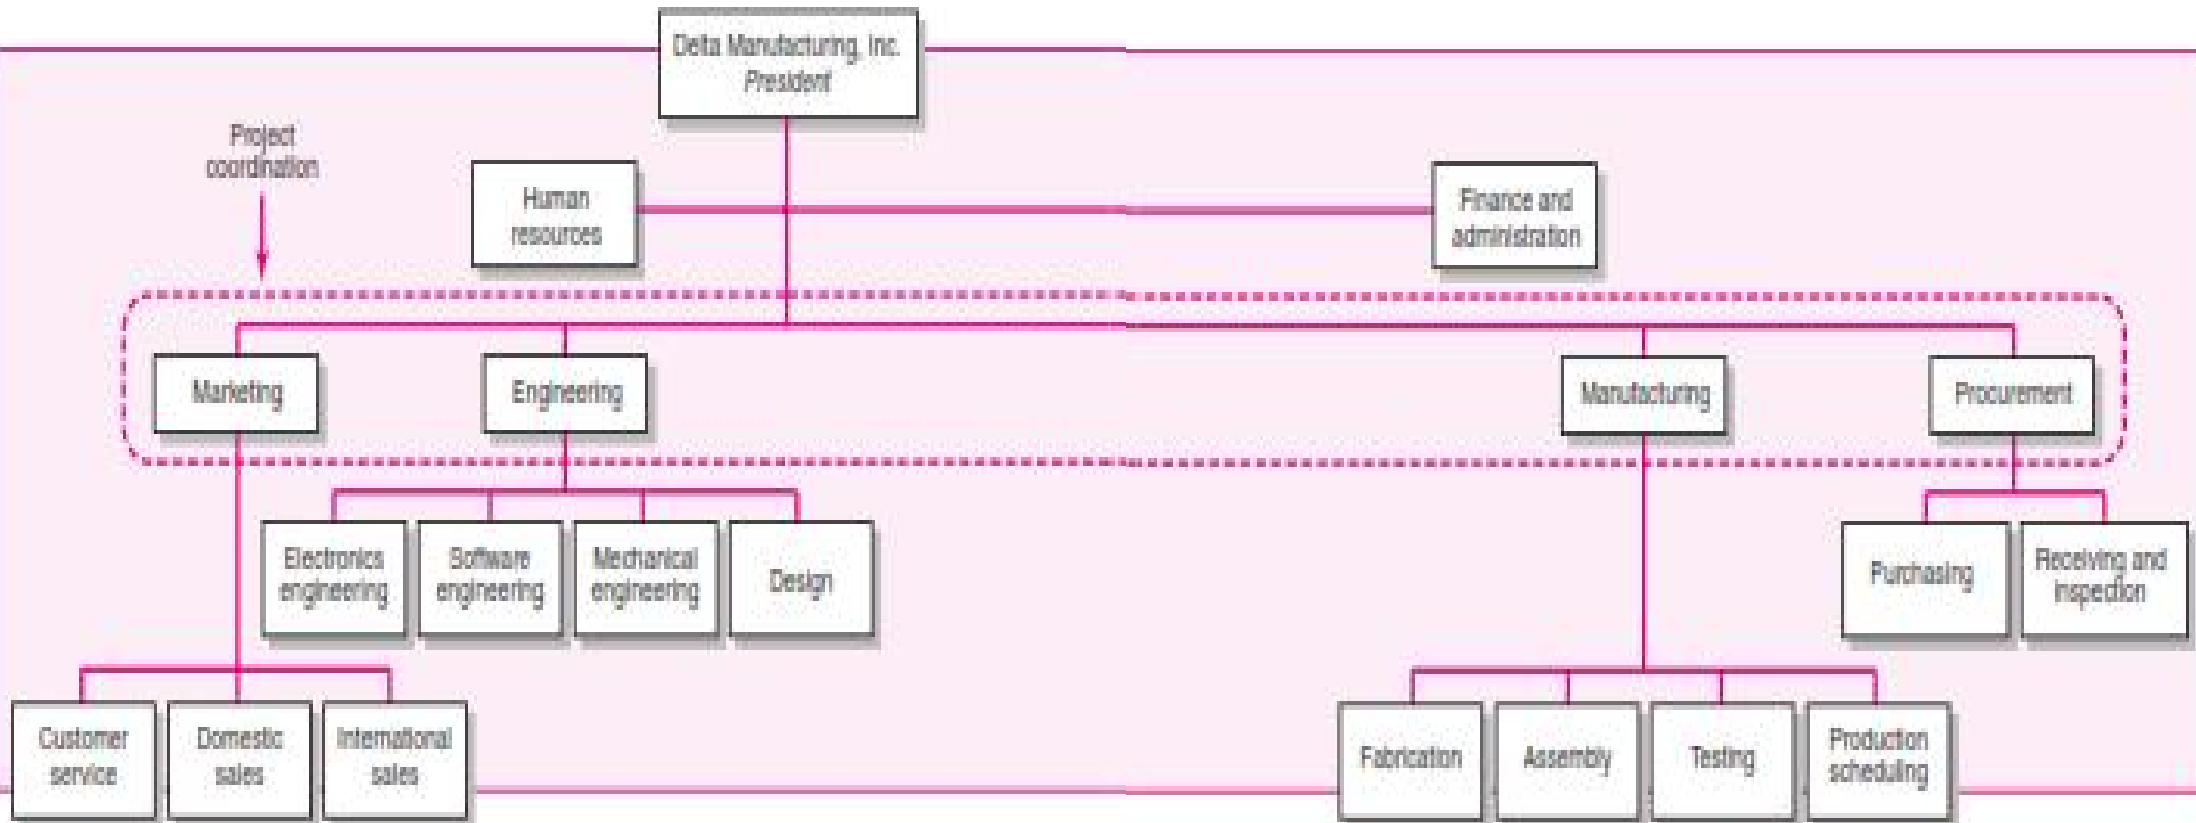 Delta Manufacturing, Inc.
President
Project
coordination
Human
resources
Finance and
administration
Marketing
Engineering
Manufacturing
Procurement
Electronics
engineering
Software
engineering
Mechanical
engineering
Design
Purchasing
Receiving and
inspection
Customer
service
Domestic
sales
International
sales
Fabrication
Assembly
Testing
Production
scheduling